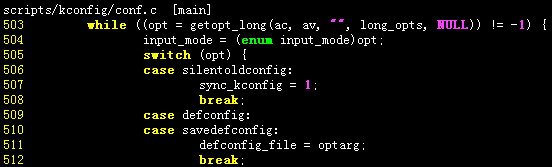 scripts/kconfig/conf.c [main]
503 while ((opt = getopt_long(ac, av, "", long_opts, NULL)) != -1) {
504 input_mode = (enum input_mode)opt;
505 switch (opt) {
506 case silentoldconfig:
507 sync_kconfig = 1;
508 break;
509 case defconfig:
510 case savedefconfig:
511 defconfig_file = optarg;
512 break;